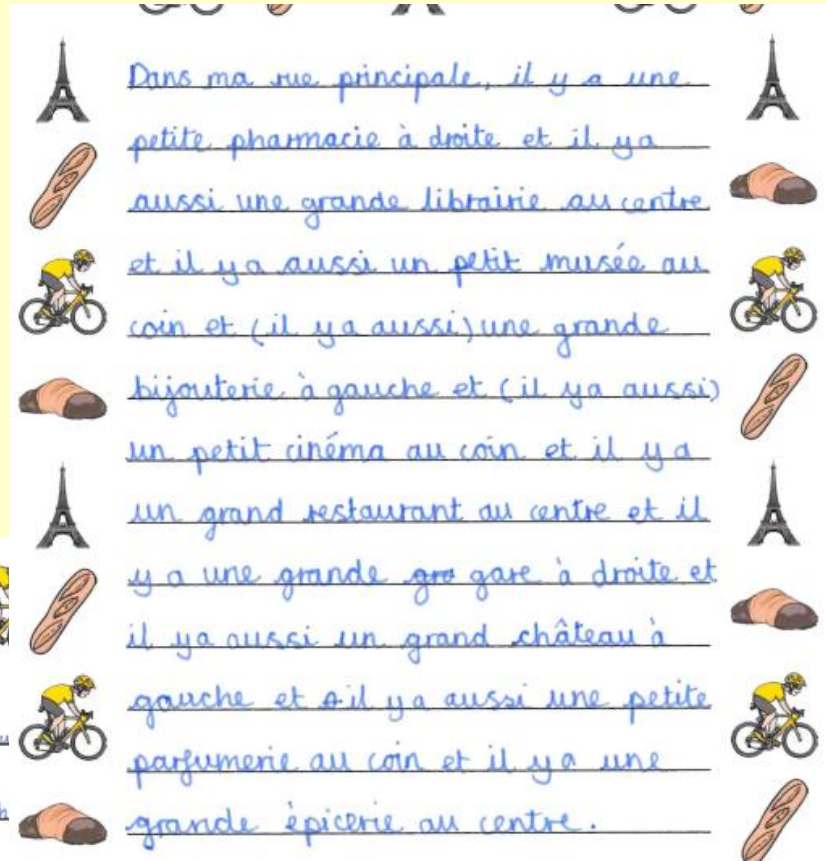 Dans ma rue principale, il y a une
petite pharmacie à droite et il y a
aussi une grande librairie au centre
et il y a aussi un petit musée au
coin et (il y a aussi) une grande
bijouterie à gauche et (il y a aussi)
un petit cinéma au coin et il y a
un grand restaurant au centre et il
y a une grande gro gare à droite et
il y a aussi un grand château à
gauche et il y a aussi une petite
parfumerie au coin et il y a une
grande épicerie au centre.